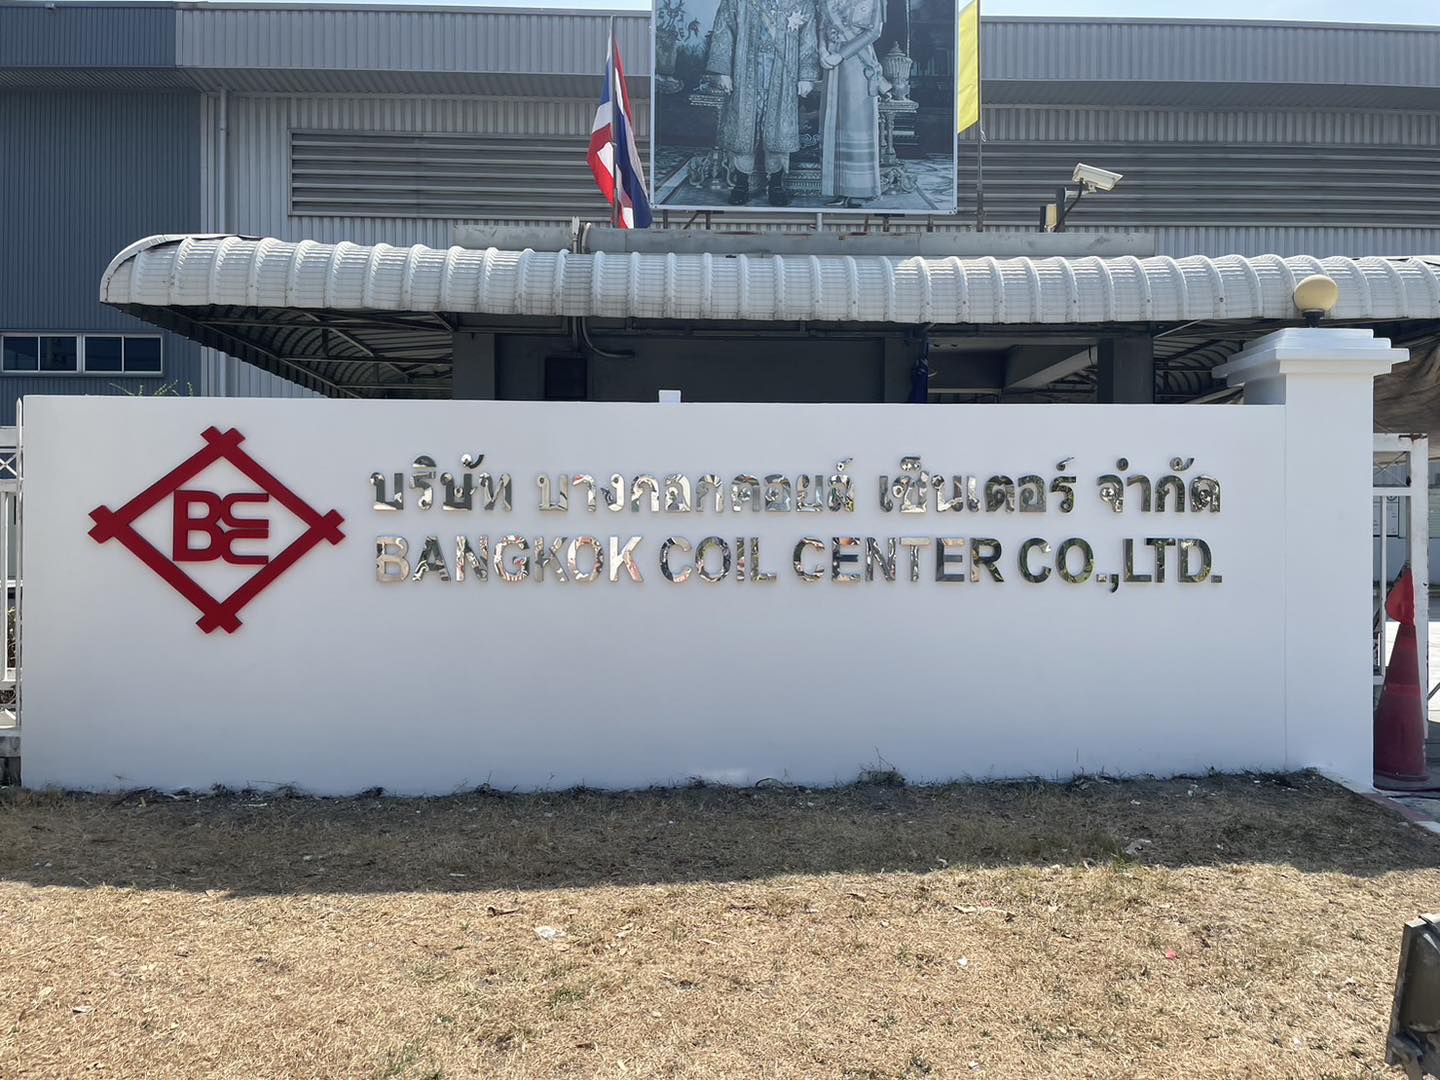 BCC
บริษัท บางกอกคอยล์ เซ็นเตอร์ จำกัด
BANGKOK COIL CENTER CO.,LTD.